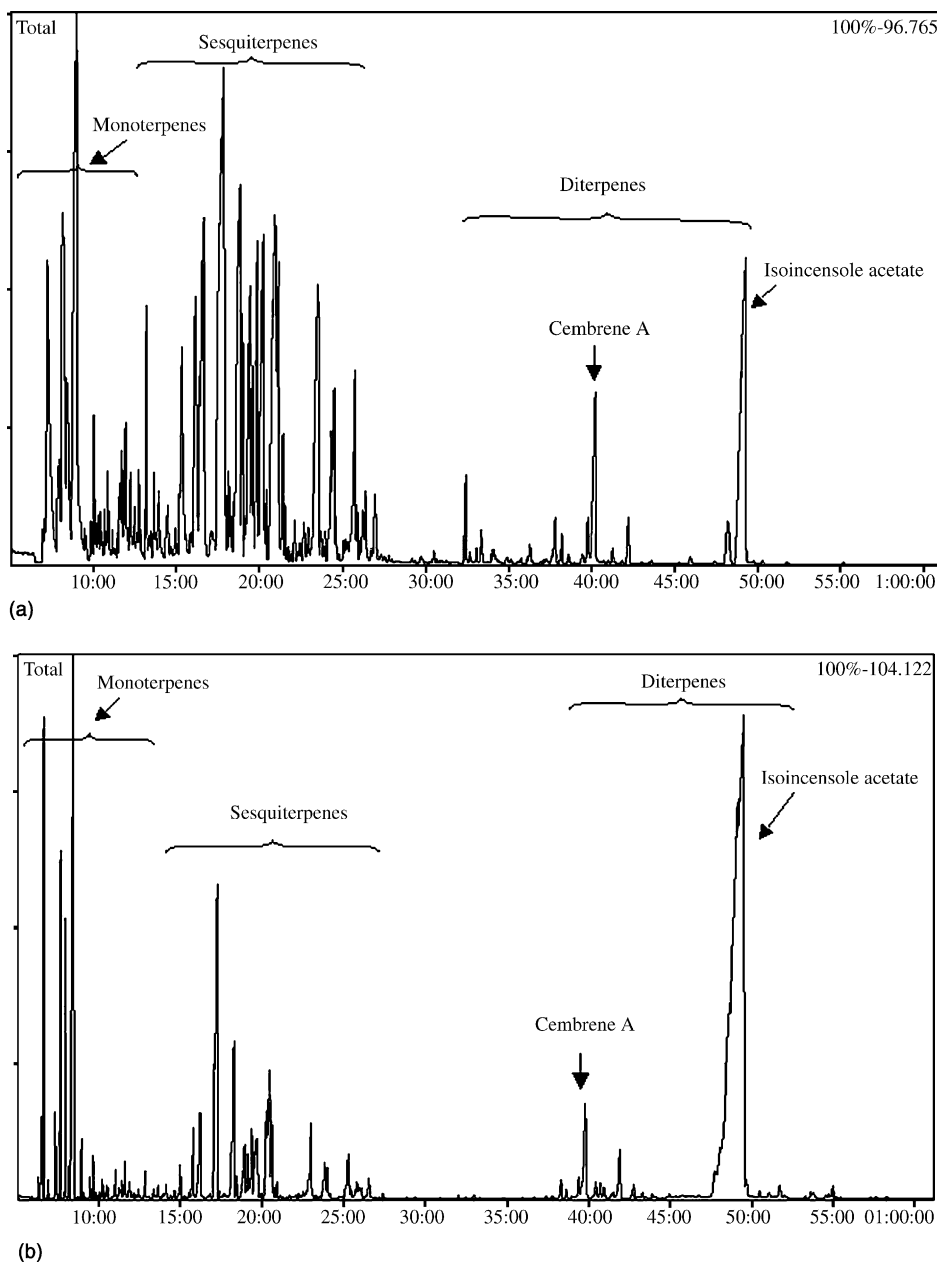 Total
100%-96.765
Sesquiterpenes
Monoterpenes
Diterpenes
Isoincensole acetate
Cembrene A
10:00 15:00 20:00 25:00 30:00 35:00 40:00 45:00 50:00 55:00 1:00:00
(a)
Total
100%-104.122
Monoterpenes
Diterpenes
Isoincensole acetate
Sesquiterpenes
Cembrene A
10:00 15:00 20:00 25:00 30:00 35:00 40:00 45:00 50:00 55:00 01:00:00
(b)